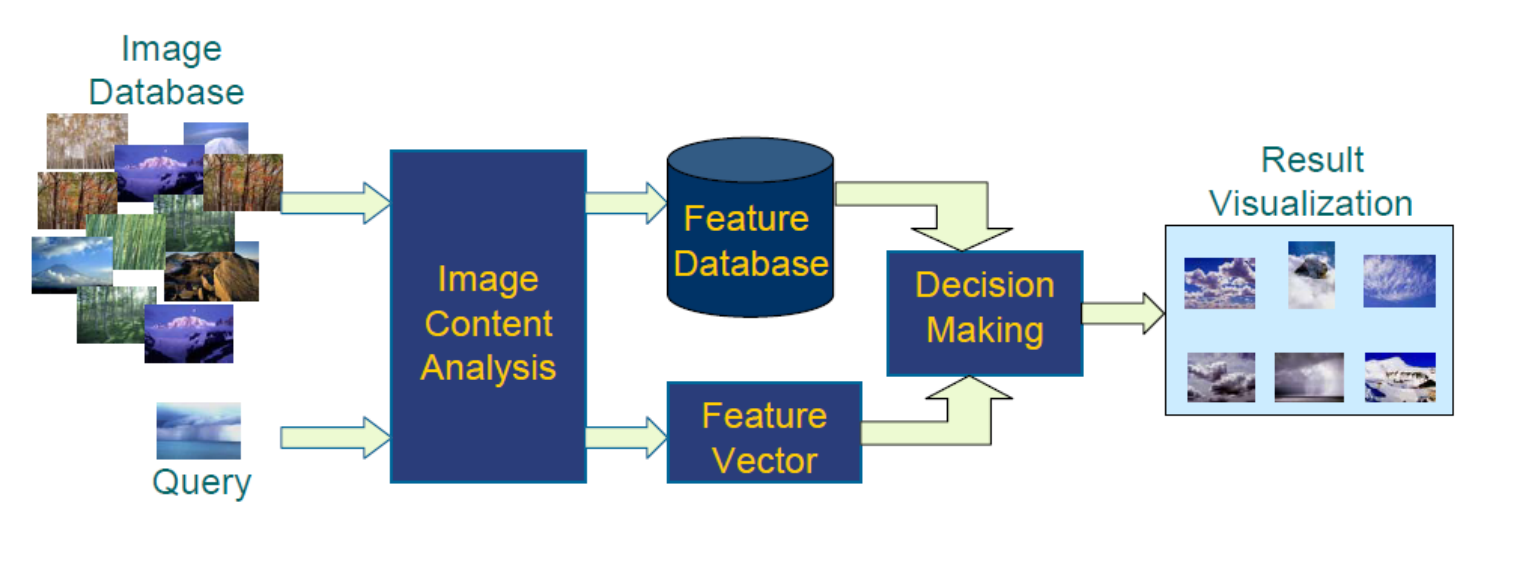 Image
Database
Query
Image
Content
Analysis
Feature
Database
Feature
Vector
Decision
Making
Result
Visualization